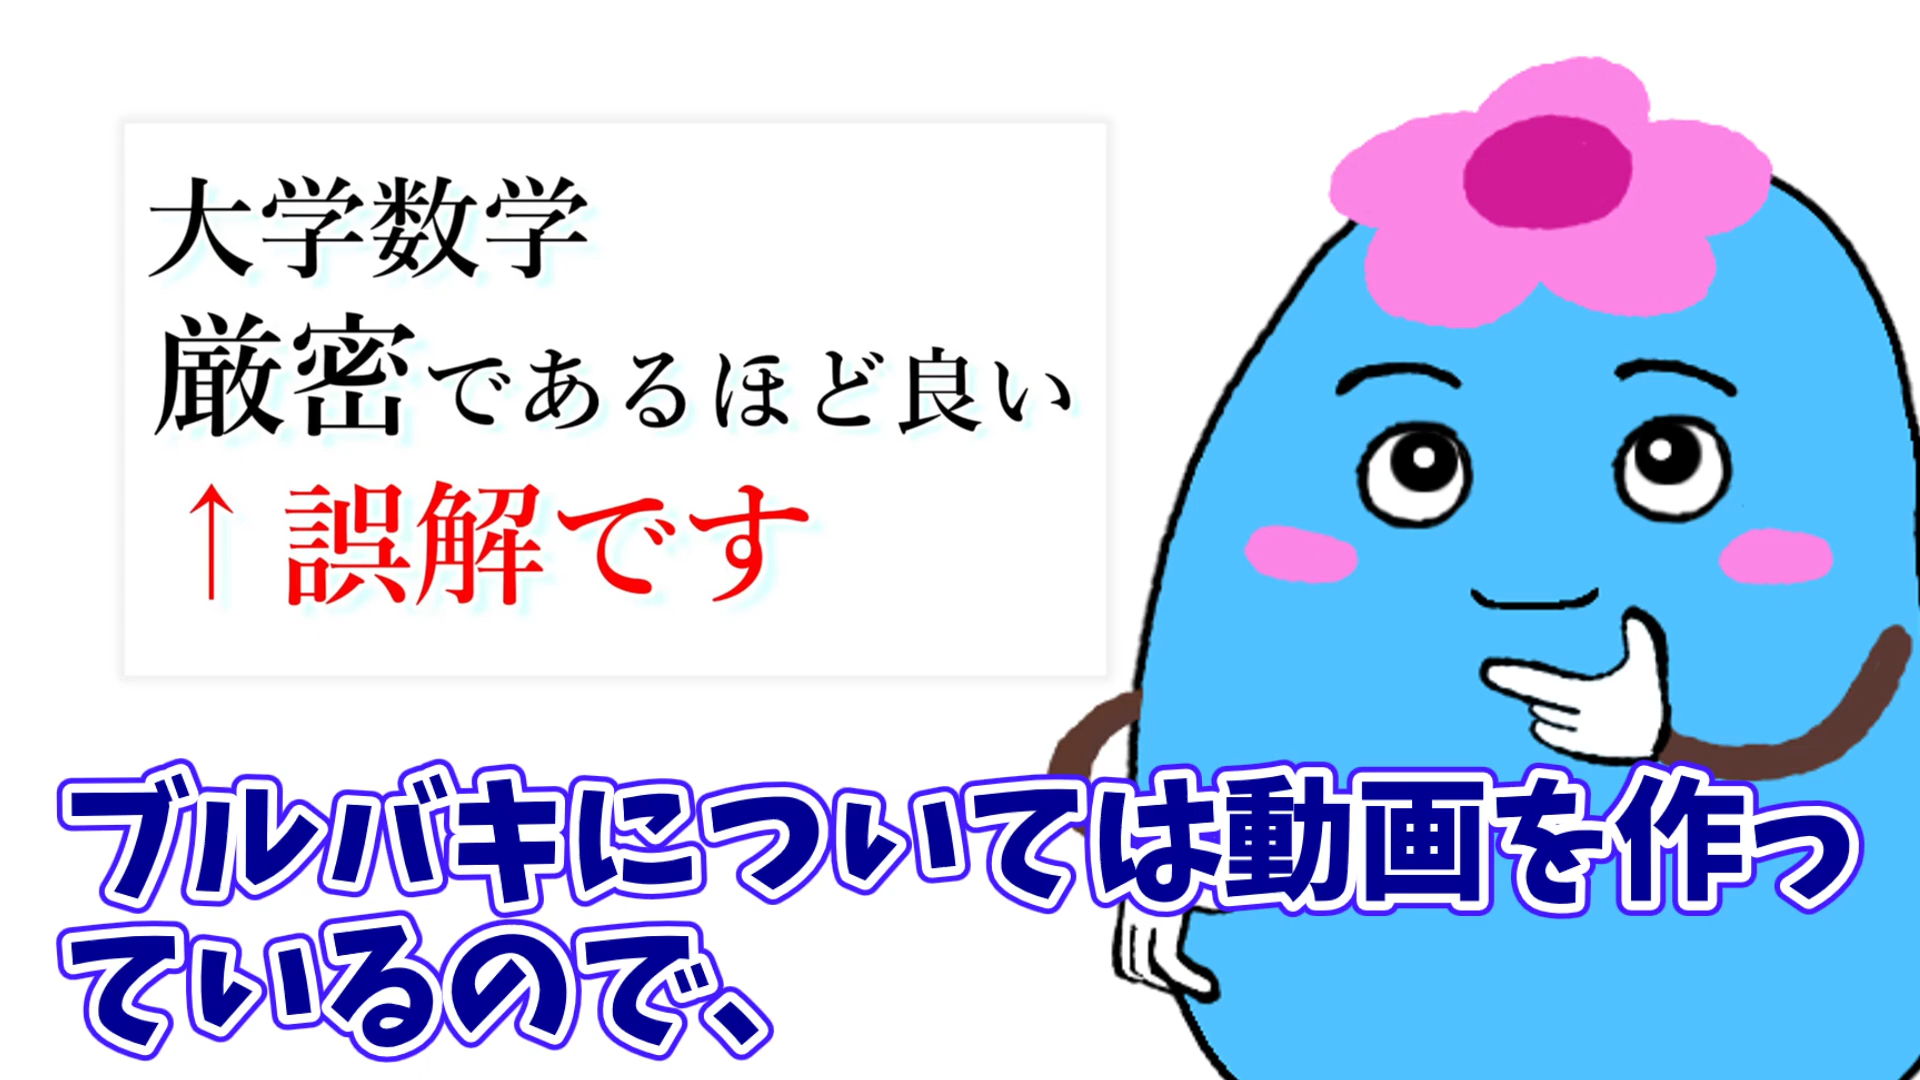 大学数学
厳密であるほど良い
↑誤解です
ブルバキについては動画を作っ
ているので、